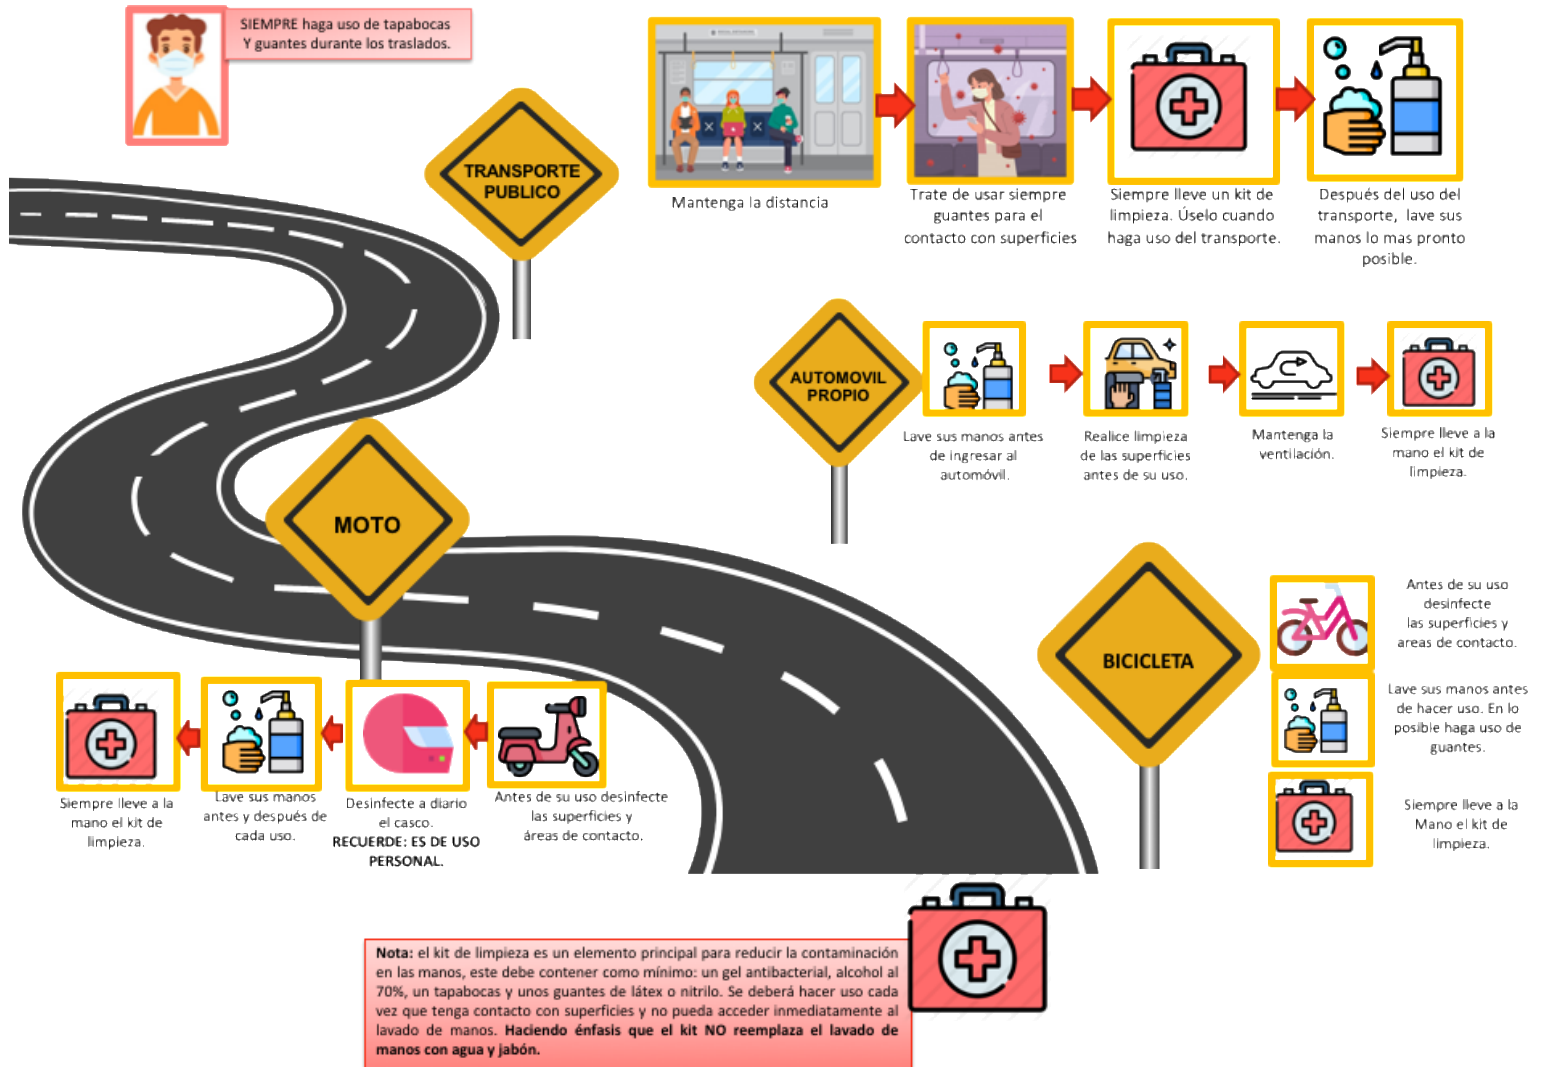 SIEMPRE haga uso de tapabocas
Y guantes durante los traslados.
TRANSPORTE
PUBLICO
Mantenga la distancia
Trate de usar siempre
guantes para el
contacto con superficies
Siempre lleve un kit de
limpieza. Úselo cuando
haga uso del transporte.
Después del uso del
transporte, lave sus
manos lo mas pronto
posible.
AUTOMOVIL
PROPIO
Lave sus manos antes
de ingresar al
automóvil.
Realice limpieza
de las superficies
antes de su uso.
Mantenga la
ventilación.
Siempre lleve a la
mano el kit de
limpieza.
MOTO
Siempre lleve a la
mano el kit de
limpieza.
Lave sus manos
antes y después de
cada uso.
Desinfecte a diario
el casco.
RECUERDE: ES DE USO
PERSONAL.
Antes de su uso desinfecte
las superficies y
áreas de contacto.
BICICLETA
Antes de su uso
desinfecte
las superficies y
areas de contacto.
Lave sus manos antes
de hacer uso. En lo
posible haga uso de
guantes.
Siempre lleve a la
Mano el kit de
limpieza.
Nota: el kit de limpieza es un elemento principal para reducir la contaminación
en las manos, este debe contener como mínimo: un gel antibacterial, alcohol al
70%, un tapabocas y unos guantes de látex o nitrilo. Se deberá hacer uso cada
vez que tenga contacto con superficies y no pueda acceder inmediatamente al
lavado de manos. Haciendo énfasis que el kit NO reemplaza el lavado de
manos con agua y jabón.